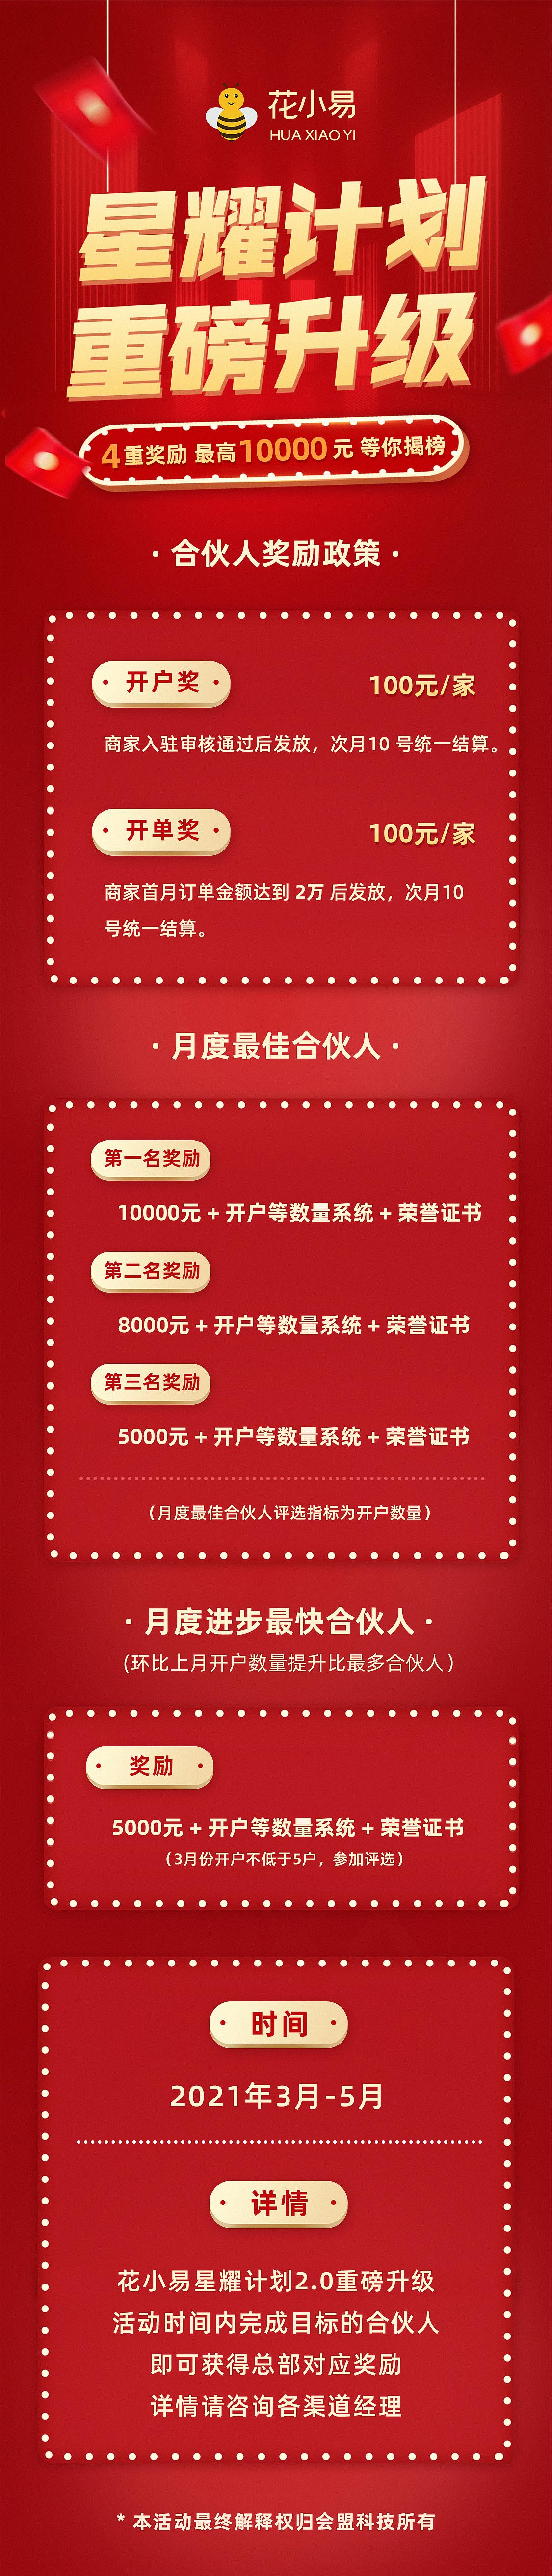 花小易
HUA XIAO YI
星耀计划
重磅升级
4重奖励 最高10000元 等你揭榜
· 合伙人奖励政策 ·
· 开户奖 ·
100元/家
商家入驻审核通过后发放，次月10 号统一结算。
· 开单奖 ·
100元/家
商家首月订单金额达到 2万 后发放，次月10
号统一结算。
· 月度最佳合伙人 ·
第一名奖励
10000元 + 开户等数量系统 + 荣誉证书
第二名奖励
8000元 + 开户等数量系统 + 荣誉证书
第三名奖励
5000元 + 开户等数量系统 + 荣誉证书
（月度最佳合伙人评选指标为开户数量）
· 月度进步最快合伙人 ·
(环比上月开户数量提升比最多合伙人）
· 奖励 ·
5000元 + 开户等数量系统 + 荣誉证书
（3月份开户不低于5户，参加评选）
· 时间 ·
2021年3月-5月
· 详情 ·
花小易星耀计划2.0重磅升级
活动时间内完成目标的合伙人
即可获得总部对应奖励
详情请咨询各渠道经理
* 本活动最终解释权归会盟科技所有